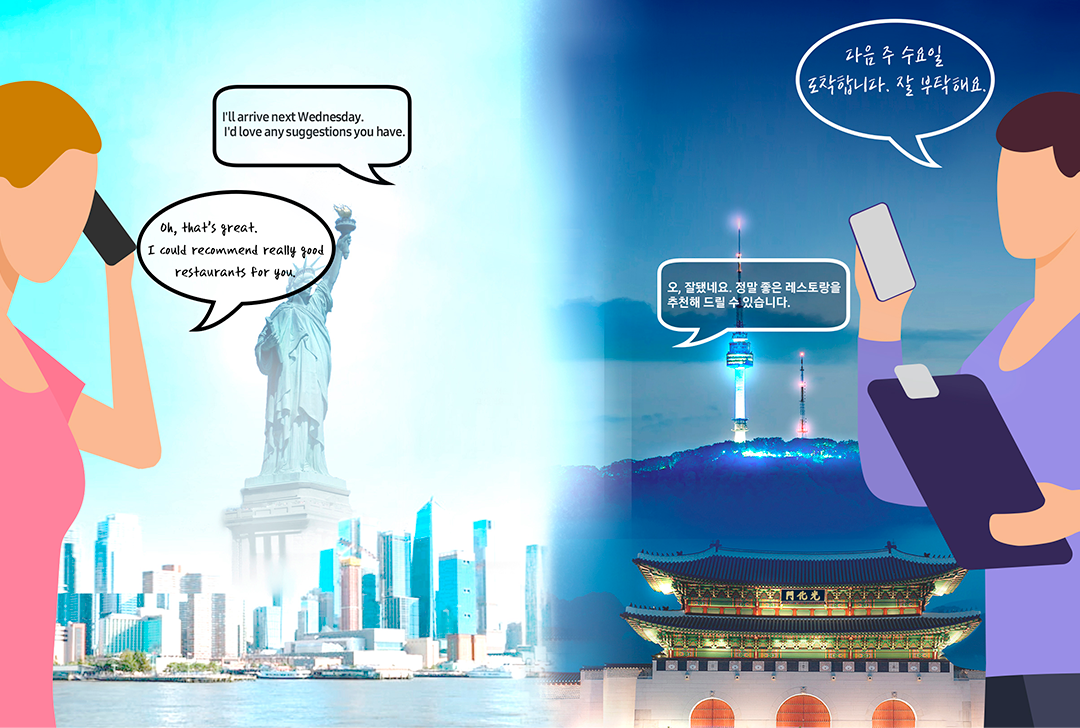 I'll arrive next Wednesday.
I'd love any suggestions you have.
Oh, that's great.
I could recommend really good
restaurants for you.
다음 주 수요일
도착합니다. 잘 부탁해요.
오, 잘됐네요. 정말 좋은 레스토랑을
추천해 드릴 수 있습니다.
門化光